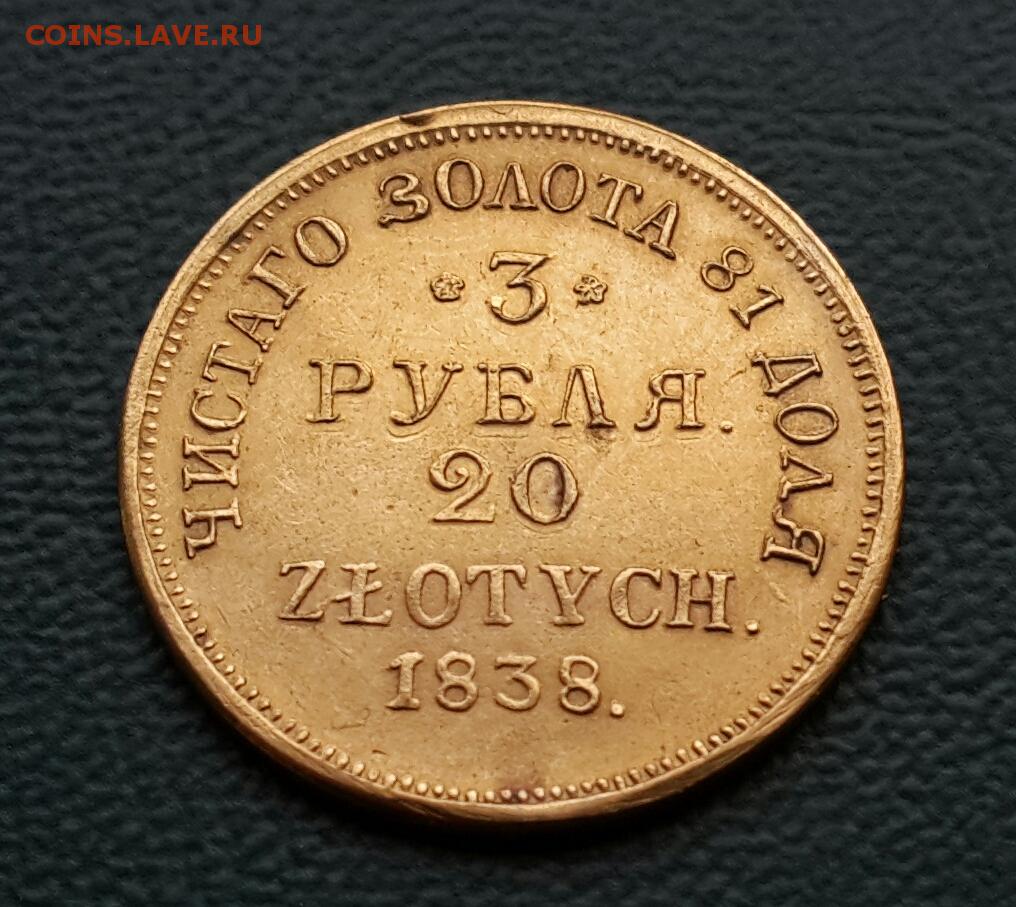 COINS.LAVE.RU
ЧИСТАГО ЗОЛОТА 81 ДОЛЯ
3
РУБЛЯ.
20
ZŁOTYCH.
1838.